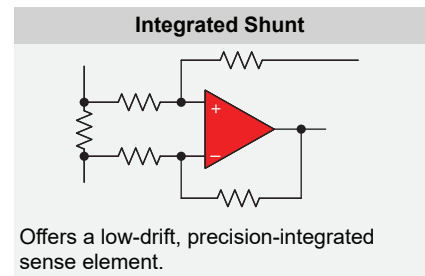 Integrated Shunt
+
−
Offers a low-drift, precision-integrated
sense element.